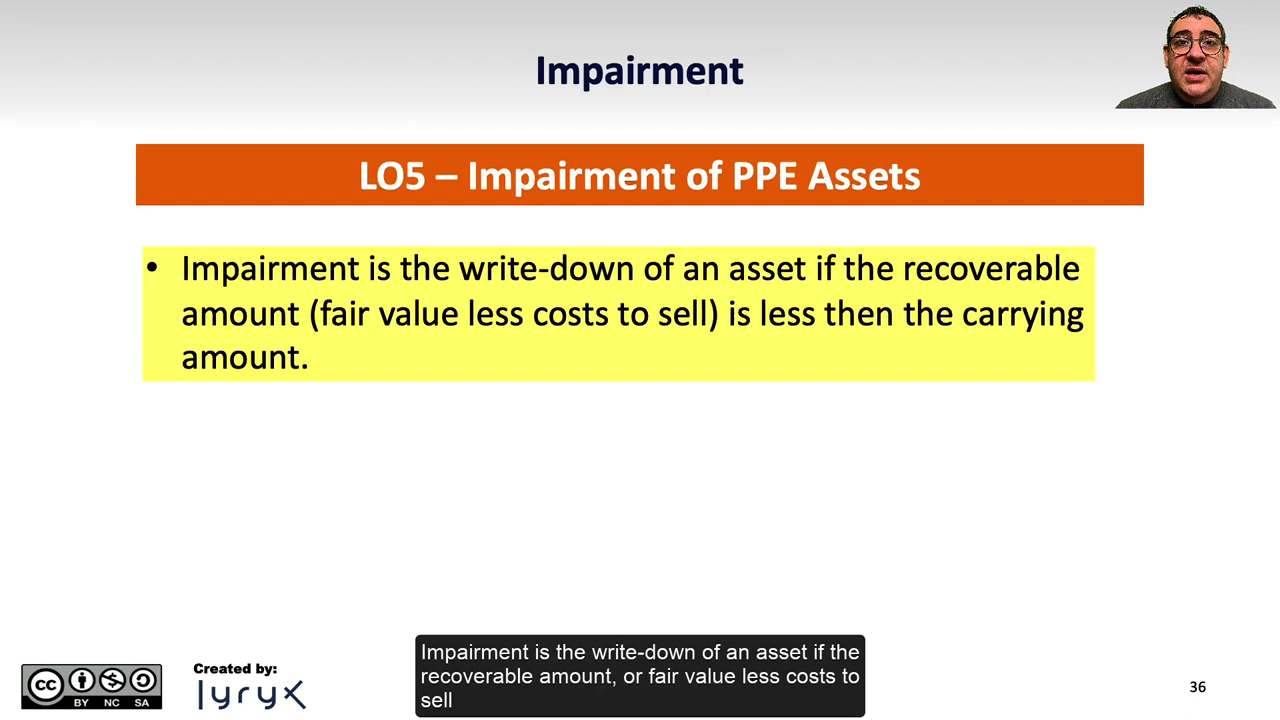 Impairment
LO5 – Impairment of PPE Assets
• Impairment is the write-down of an asset if the recoverable
amount (fair value less costs to sell) is less then the carrying
amount.
cc
BY NC SA
Created by:
lyryx
Impairment is the write-down of an asset if the
recoverable amount, or fair value less costs to
sell
36